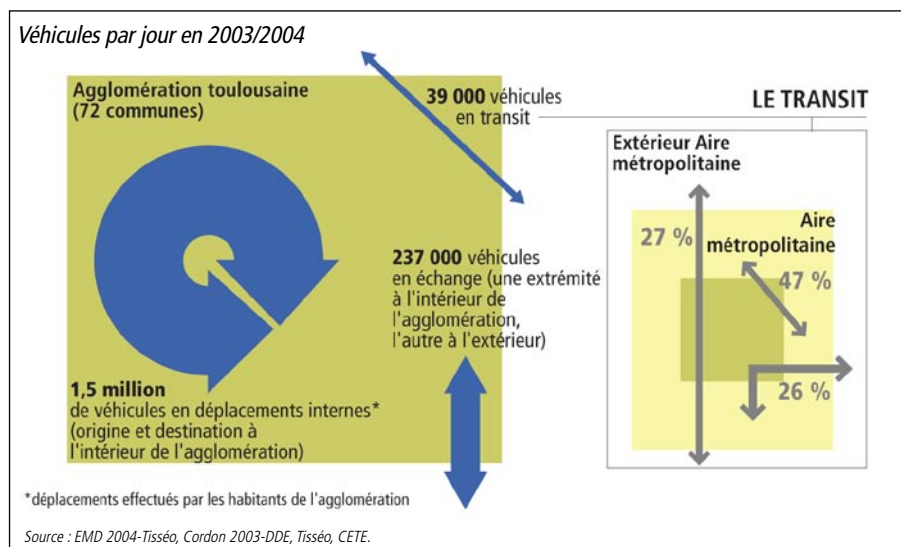 Véhicules par jour en 2003/2004
Agglomération toulousaine
(72 communes)
39 000 véhicules
en transit
LE TRANSIT
Extérieur Aire
métropolitaine
27 %
Aire
métropolitaine
47 %
26 %
237 000 véhicules
en échange (une extrémité
à l'intérieur de
l'agglomération,
l'autre à l'extérieur)
1,5 million
de véhicules en déplacements internes*
(origine et destination à
l'intérieur de l'agglomération)
*déplacements effectués par les habitants de l'agglomération
Source : EMD 2004-Tisséo, Cordon 2003-DDE, Tisséo, CETE.